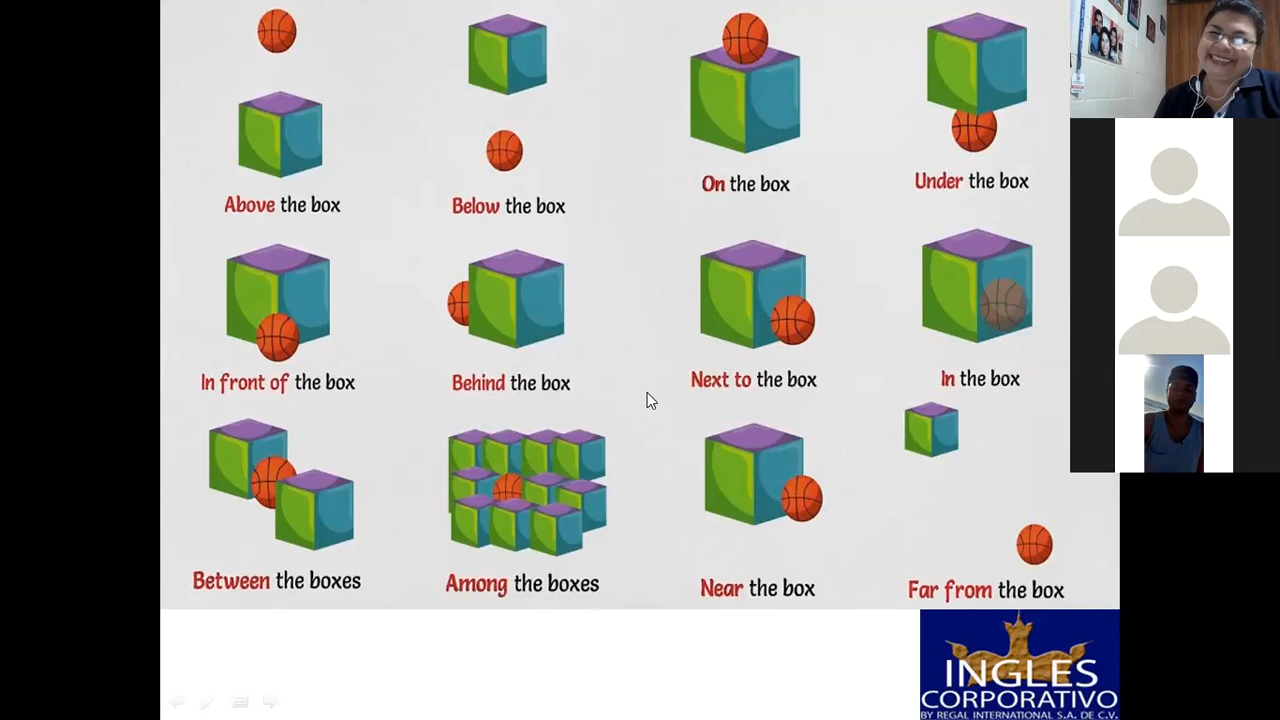 Above the box
Below the box
On the box
Under the box
In front of the box
Behind the box
Next to the box
In the box
Between the boxes
Among the boxes
Near the box
Far from the box
INGLES
CORPORATIVO
BY REGAL INTERNATIONAL S.A. DE C.V.